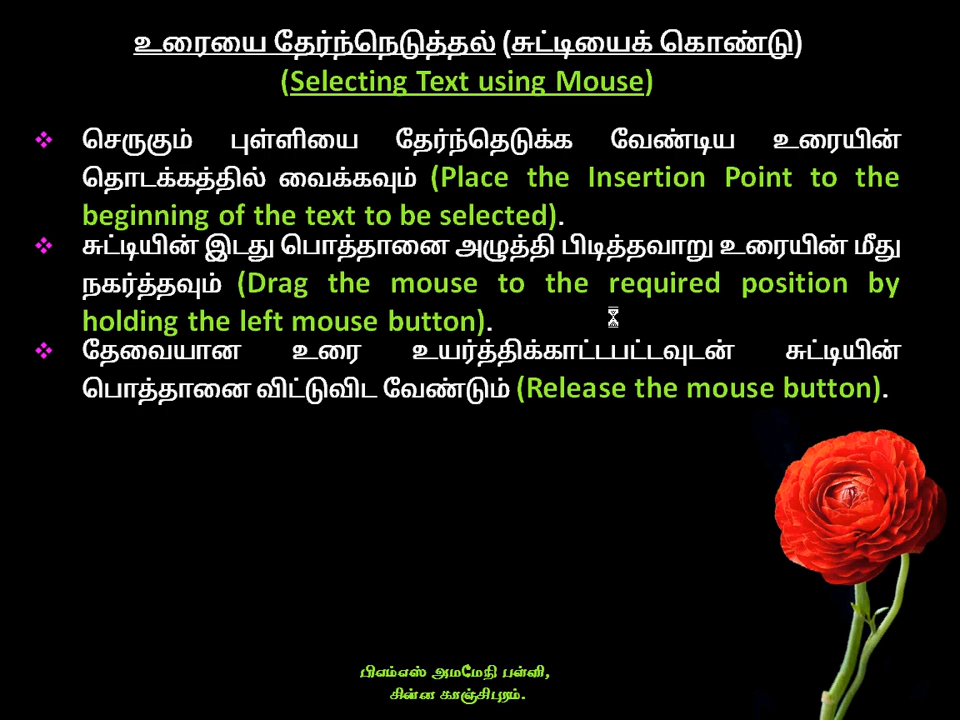 உரையை தேர்ந்நெடுத்தல் (சுட்டியைக் கொண்டு)
(Selecting Text using Mouse)
❖ செருகும் புள்ளியை தேர்ந்தெடுக்க வேண்டிய உரையின்
தொடக்கத்தில் வைக்கவும் (Place the Insertion Point to the
beginning of the text to be selected).
❖ சுட்டியின் இடது பொத்தானை அழுத்தி பிடித்தவாறு உரையின் மீது
நகர்த்தவும் (Drag the mouse to the required position by
holding the left mouse button).
❖ தேவையான உரை உயர்த்திக்காட்டபட்டவுடன் சுட்டியின்
பொத்தானை விட்டுவிட வேண்டும் (Release the mouse button).
பிஎம்எஸ் அமமேநி பள்ளி,
சின்ன காஞ்சிபுரம்.